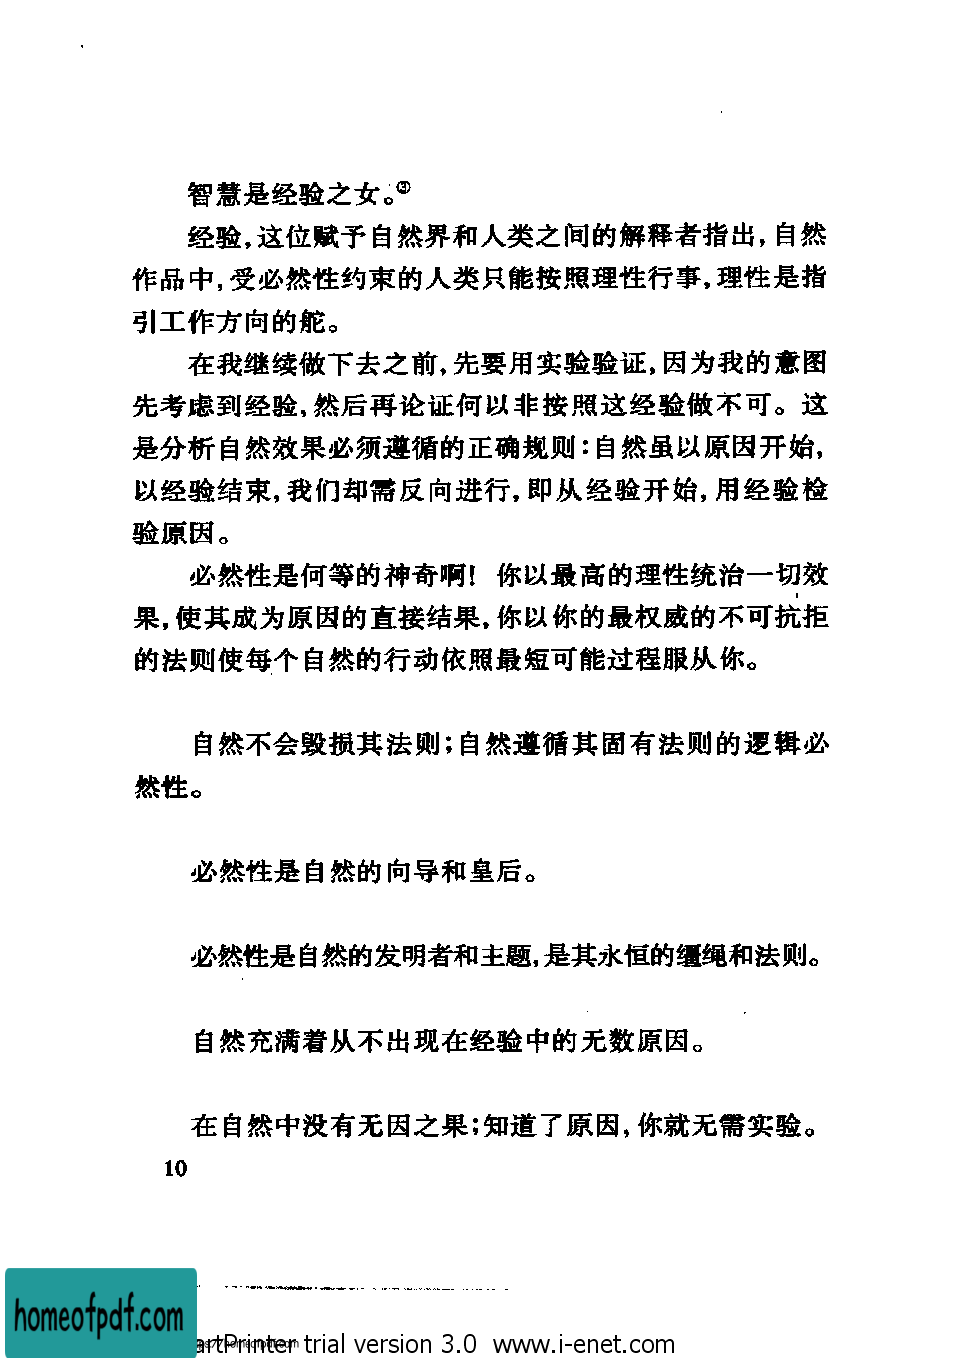 智慧是经验之女。③
经验,这位赋予自然界和人类之间的解释者指出,自然
作品中,受必然性约束的人类只能按照理性行事,理性是指
引工作方向的舵。
在我继续做下去之前,先要用实验验证,因为我的意图
先考虑到经验,然后再论证何以非按照这经验做不可。这
是分析自然效果必须遵循的正确规则:自然虽以原因开始,
以经验结束,我们却需反向进行,即从经验开始,用经验检
验原因。
必然性是何等的神奇啊!你以最高的理性统治一切效
果,使其成为原因的直接结果,你以你的最权威的不可抗拒
的法则使每个自然的行动依照最短可能过程服从你。
自然不会毁损其法则;自然遵循其固有法则的逻辑必
然性。
必然性是自然的向导和皇后。
必然性是自然的发明者和主题,是其永恒的缰绳和法则。
自然充满着从不出现在经验中的无数原因。
在自然中没有无因之果;知道了原因,你就无需实验。
10
homeofpdf.com
artPrinter trial version 3.0 www.i-enet.com